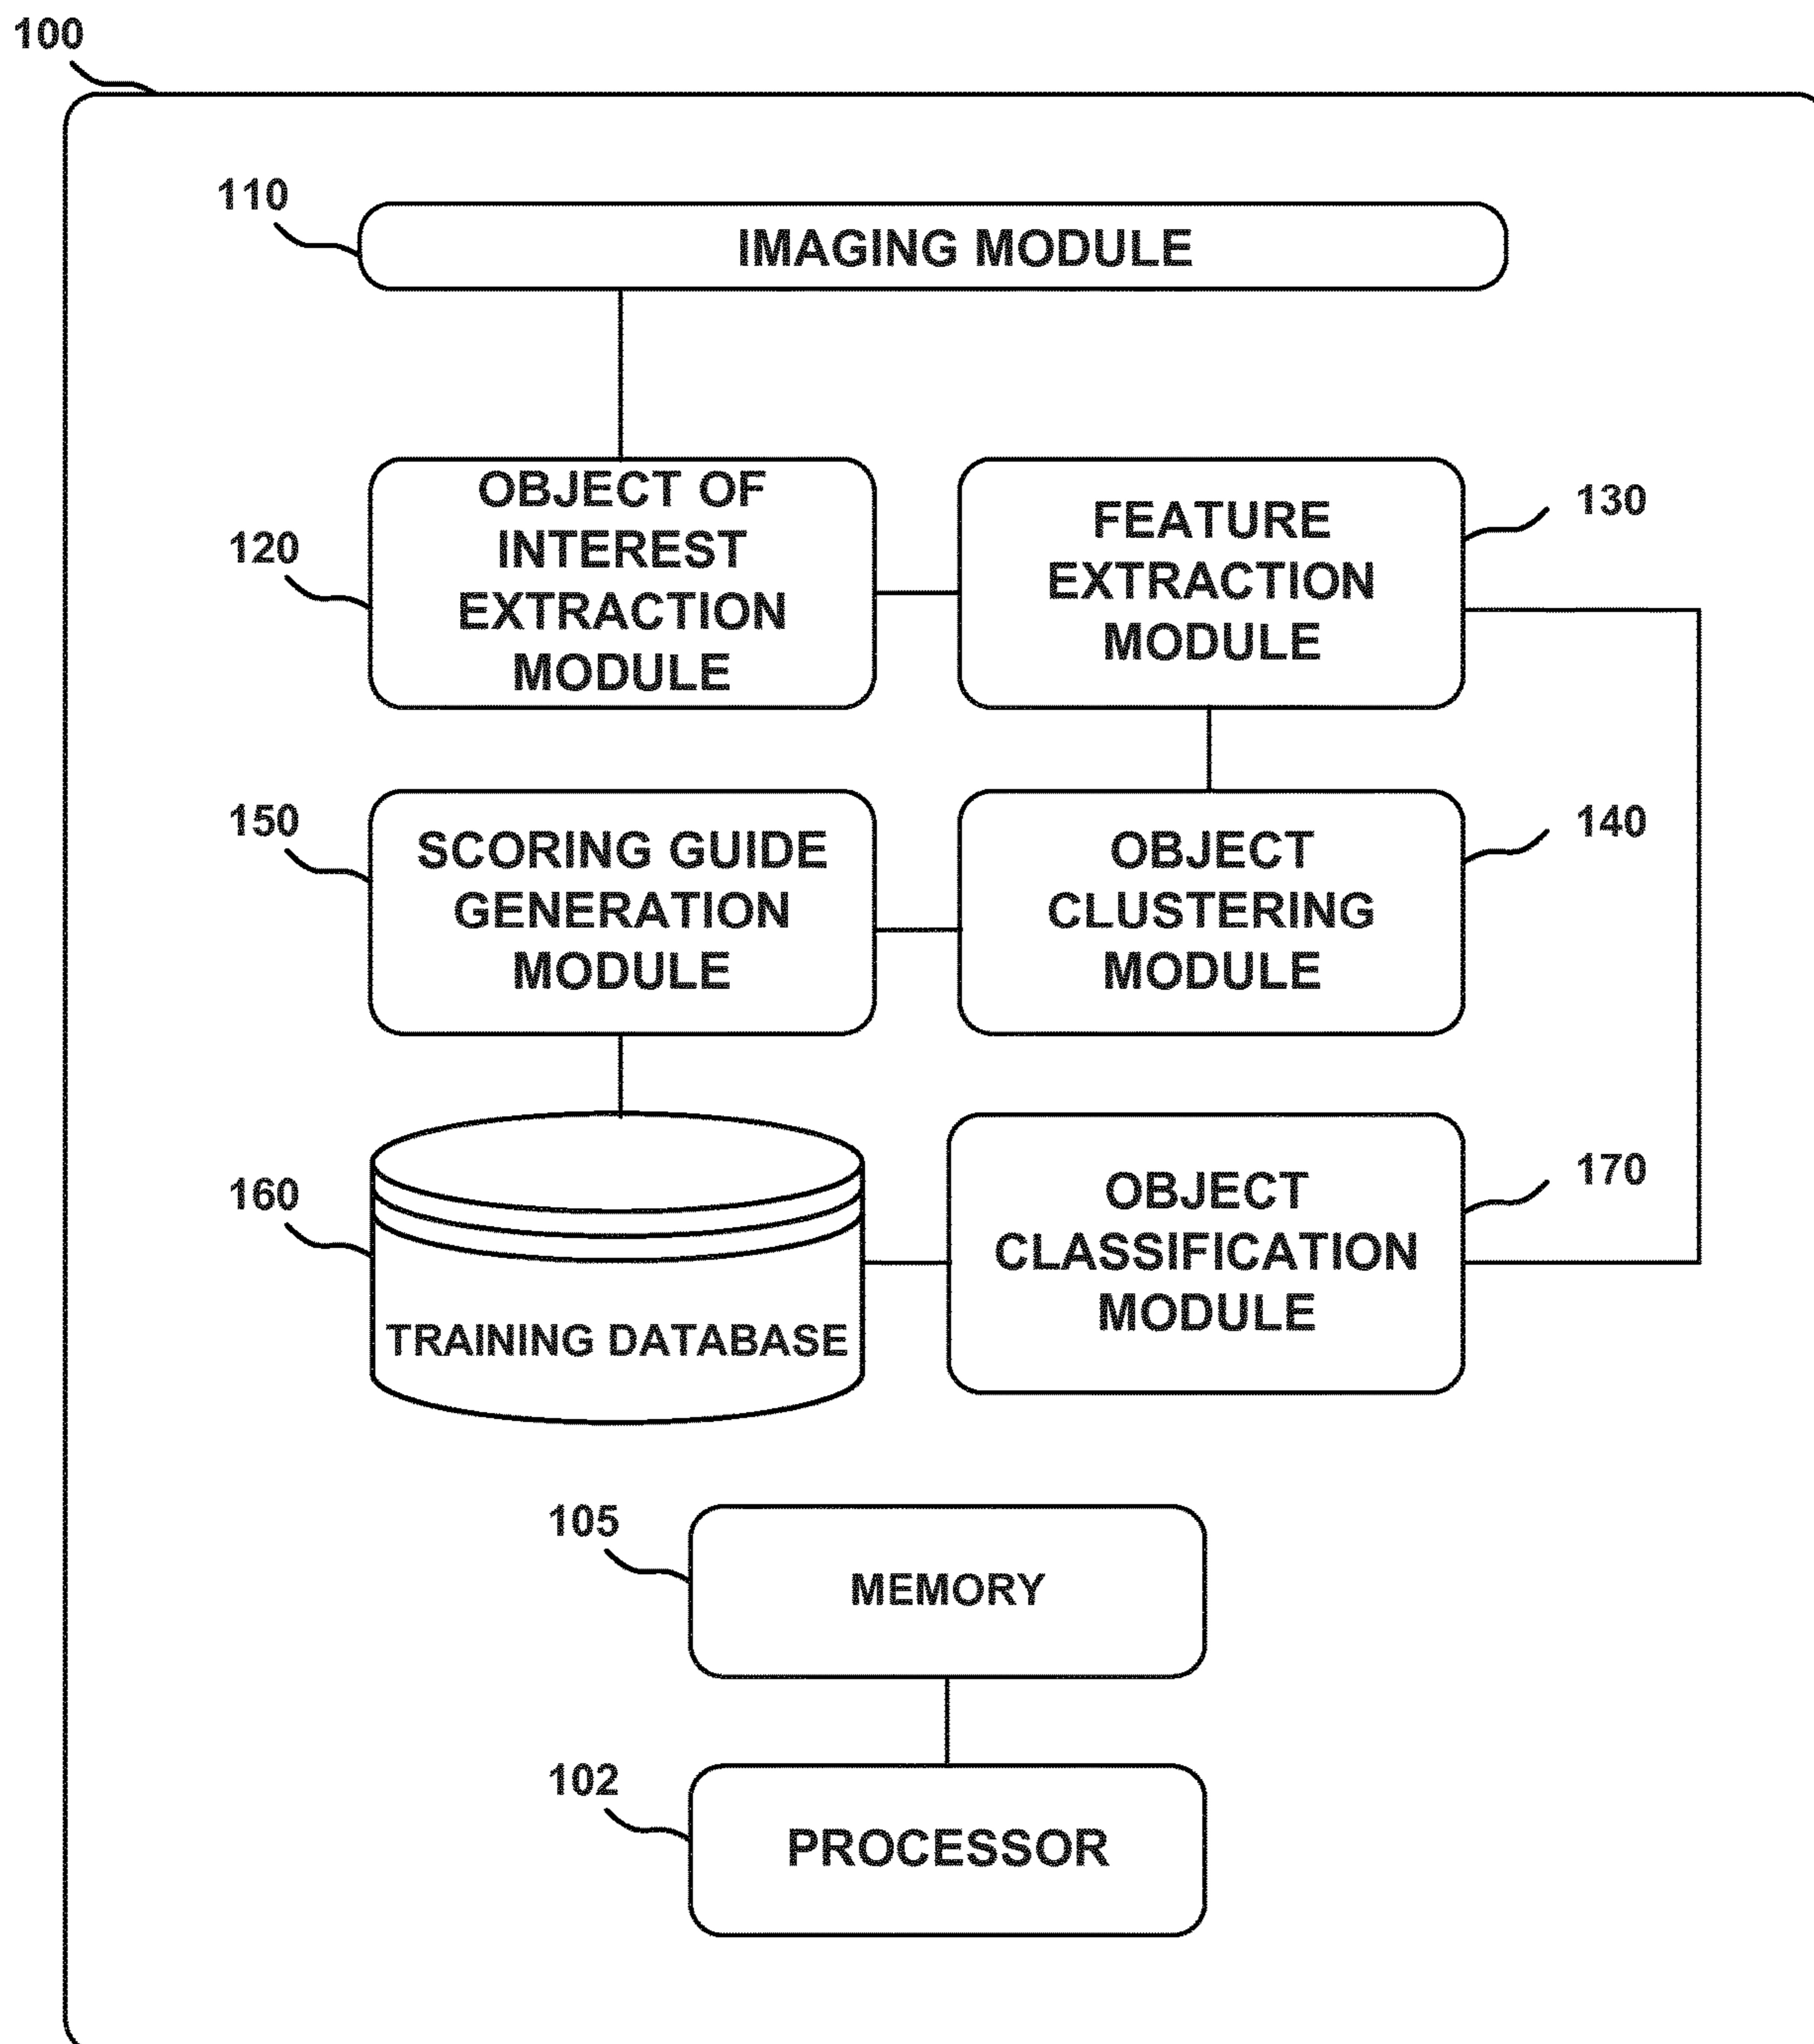 100
110
IMAGING MODULE
120
OBJECT OF
INTEREST
EXTRACTION
MODULE
FEATURE
EXTRACTION
MODULE
130
150
SCORING GUIDE
GENERATION
MODULE
OBJECT
CLUSTERING
MODULE
140
160
TRAINING DATABASE
OBJECT
CLASSIFICATION
MODULE
170
105
MEMORY
102
PROCESSOR